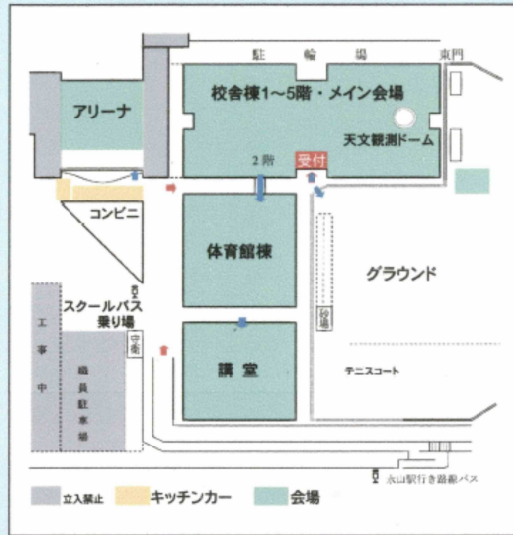 駐輪場
東門
校舎棟1～5階・メイン会場
アリーナ
天文観測ドーム
2階
受付
コンビニ
体育館棟
グラウンド
スクールバス
乗り場
砂場
守衛
工事中
職員駐車場
講堂
テニスコート
永山駅行き路線バス
立入禁止
キッチンカー
会場